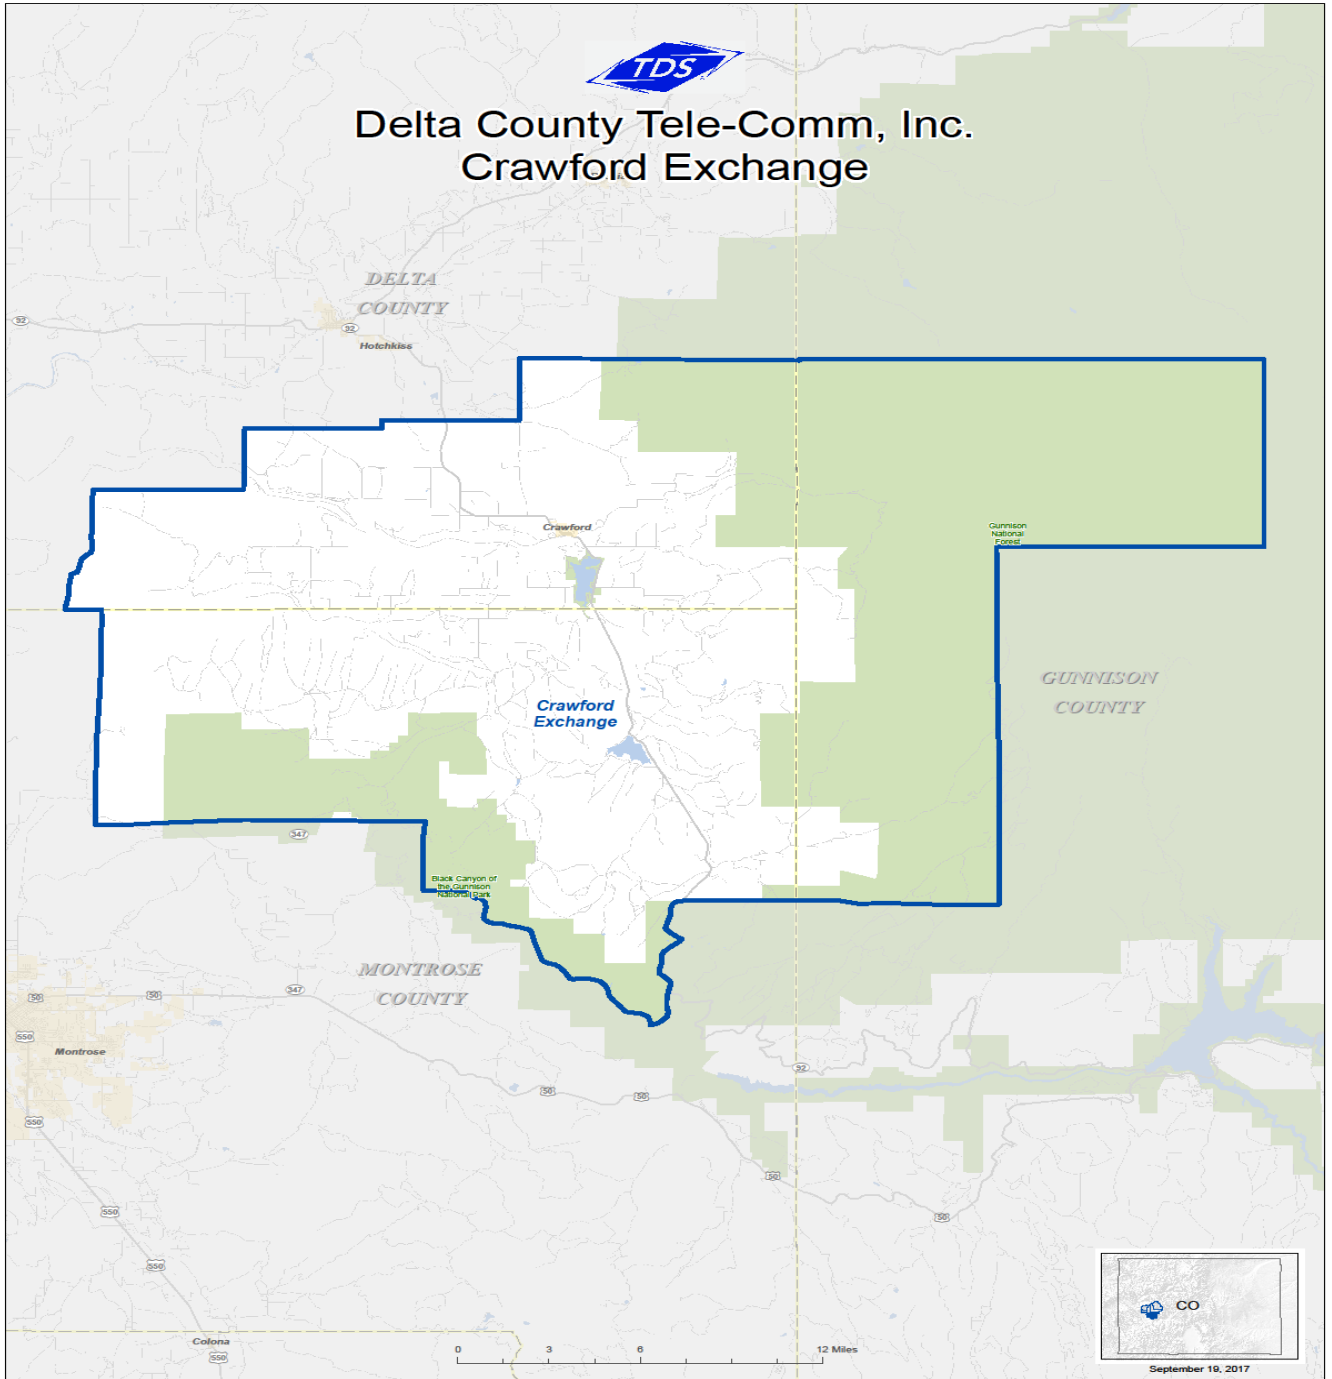 TDS
Delta County Tele-Comm, Inc.
Crawford Exchange
DELTA
COUNTY
92
92
Hotchkiss
Crawford
Gunnison
National
Forest
GUNNISON
COUNTY
Crawford
Exchange
347
Black Canyon of
the Gunnison
National Park
MONTROSE
COUNTY
50
50
347
550
Montrose
92
50
50
550
50
550
50
550
CO
Colona
550
0 3 6 12 Miles
September 19, 2017